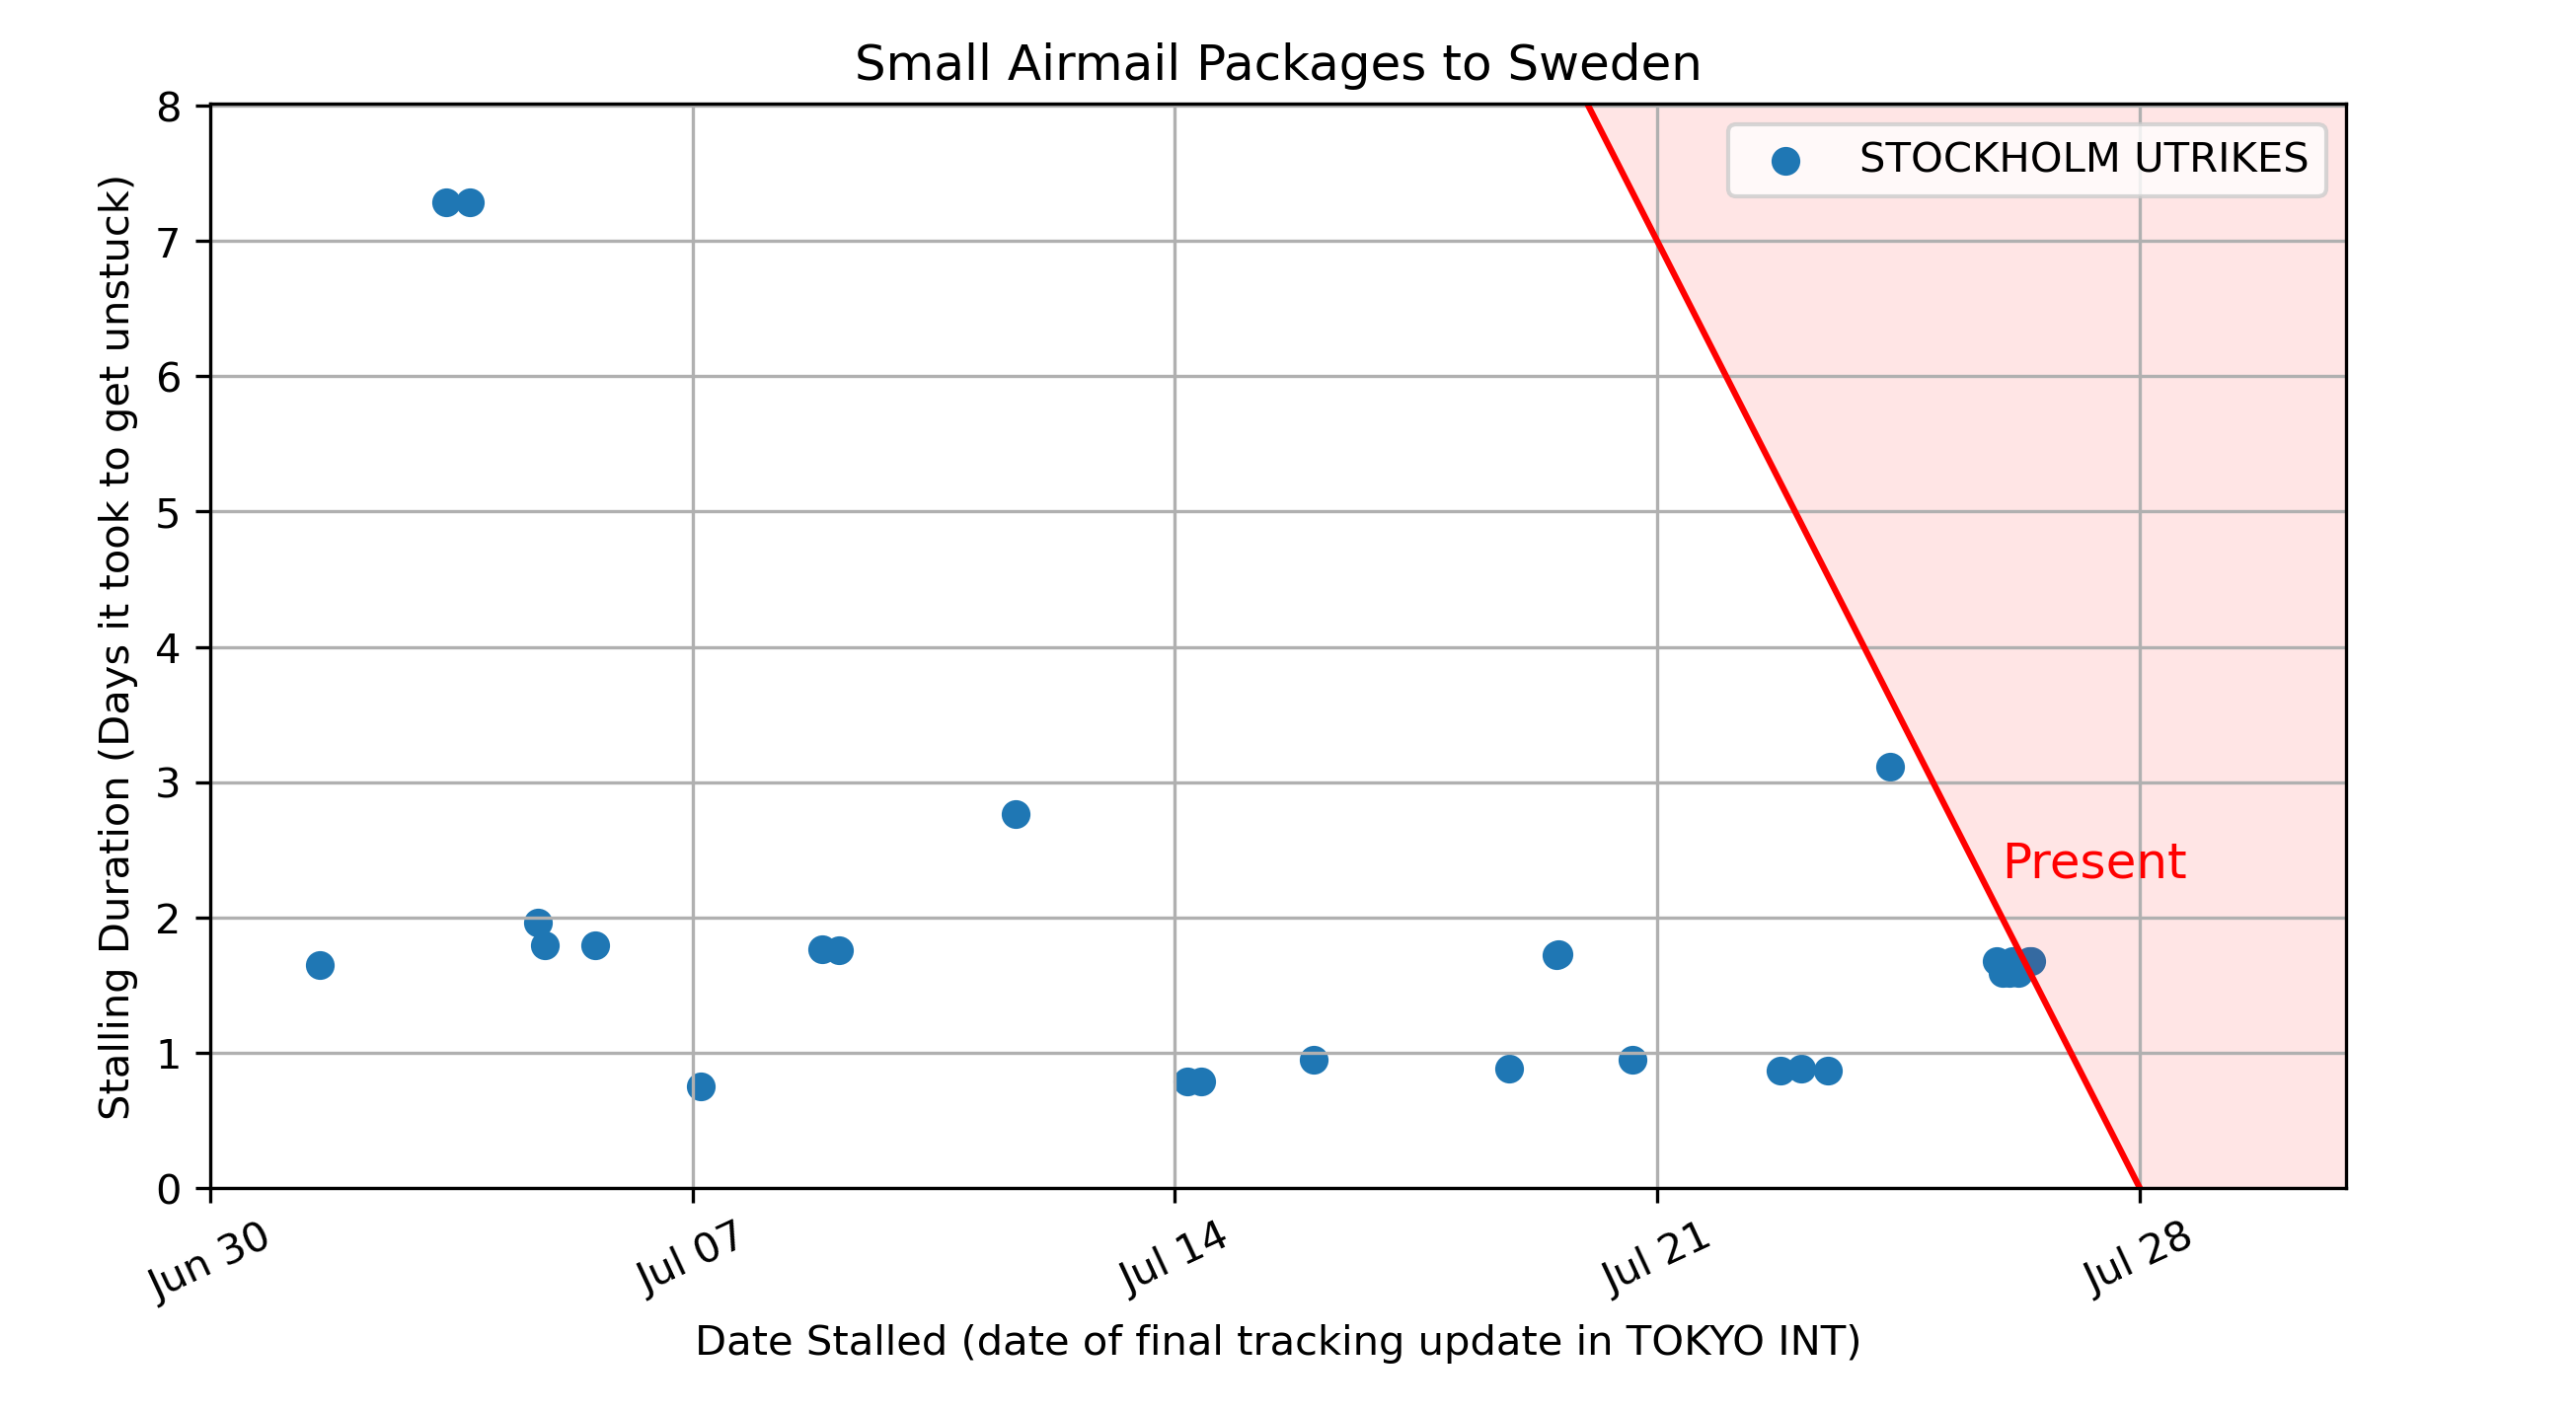 Small Airmail Packages to Sweden
STOCKHOLM UTRIKES
Stalling Duration (Days it took to get unstuck)
8
7
6
5
4
3
2
1
0
Present
Jun 30
Jul 07
Jul 14
Jul 21
Jul 28
Date Stalled (date of final tracking update in TOKYO INT)